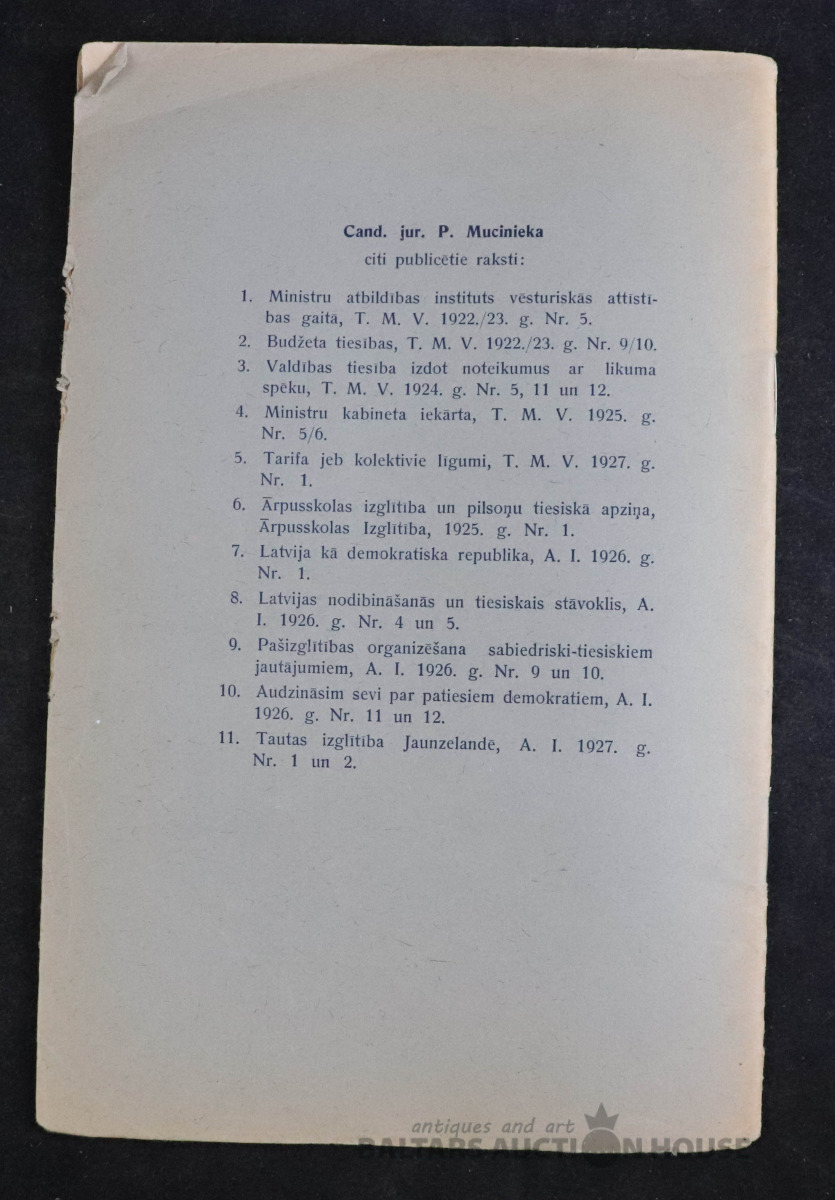 Cand. jur. P. Mucinieka
citi publicētie raksti:
1. Ministru atbildības instituts vēsturiskās attīstī-
bas gaitā, T. M. V. 1922./23. g. Nr. 5.
2. Budžeta tiesības, T. M. V. 1922./23. g. Nr. 9/10.
3. Valdības tiesība izdot noteikumus ar likuma
spēku, T. M. V. 1924. g. Nr. 5, 11 un 12.
4. Ministru kabineta iekārta, T. M. V. 1925. g.
Nr. 5/6.
5. Tarifa jeb kolektivie līgumi, T. M. V. 1927. g.
Nr. 1.
6. Ārpusskolas izglītība un pilsoņu tiesiskā apziņa,
Ārpusskolas Izglītība, 1925. g. Nr. 1.
7. Latvija kā demokratiska republika, A. I. 1926. g.
Nr. 1.
8. Latvijas nodibināšanās un tiesiskais stāvoklis, A.
I. 1926. g. Nr. 4 un 5.
9. Pašizglītības organizēšana sabiedriski-tiesiskiem
jautājumiem, A. I. 1926. g. Nr. 9 un 10.
10. Audzināsim sevi par patiesiem demokratiem, A. I.
1926. g. Nr. 11 un 12.
11. Tautas izglītība Jaunzelandē, A. I. 1927. g.
Nr. 1 un 2.
antiques and art
BALTARS AUCTION HOUSE